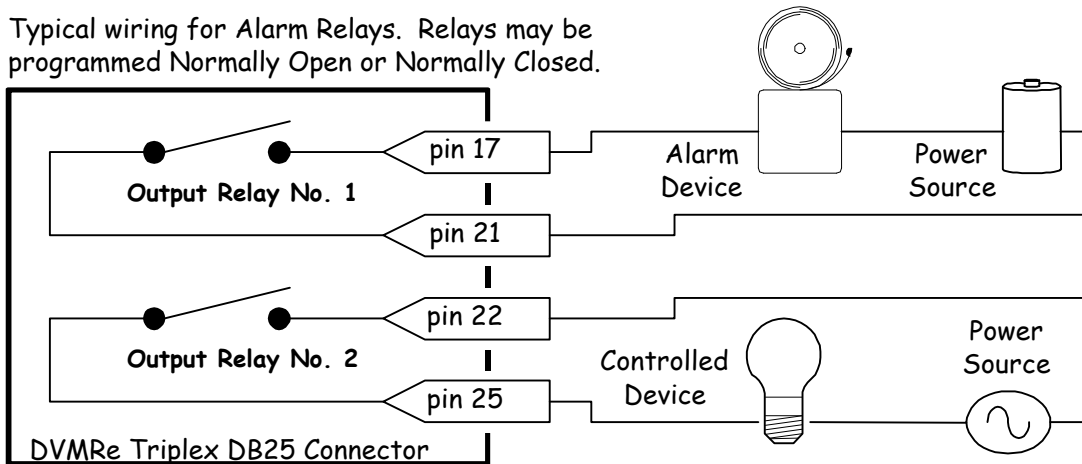 Typical wiring for Alarm Relays. Relays may be
programmed Normally Open or Normally Closed.
pin 17
Alarm
Device
Power
Source
Output Relay No. 1
pin 21
pin 22
Output Relay No. 2
Controlled
Device
Power
Source
pin 25
DVMRe Triplex DB25 Connector